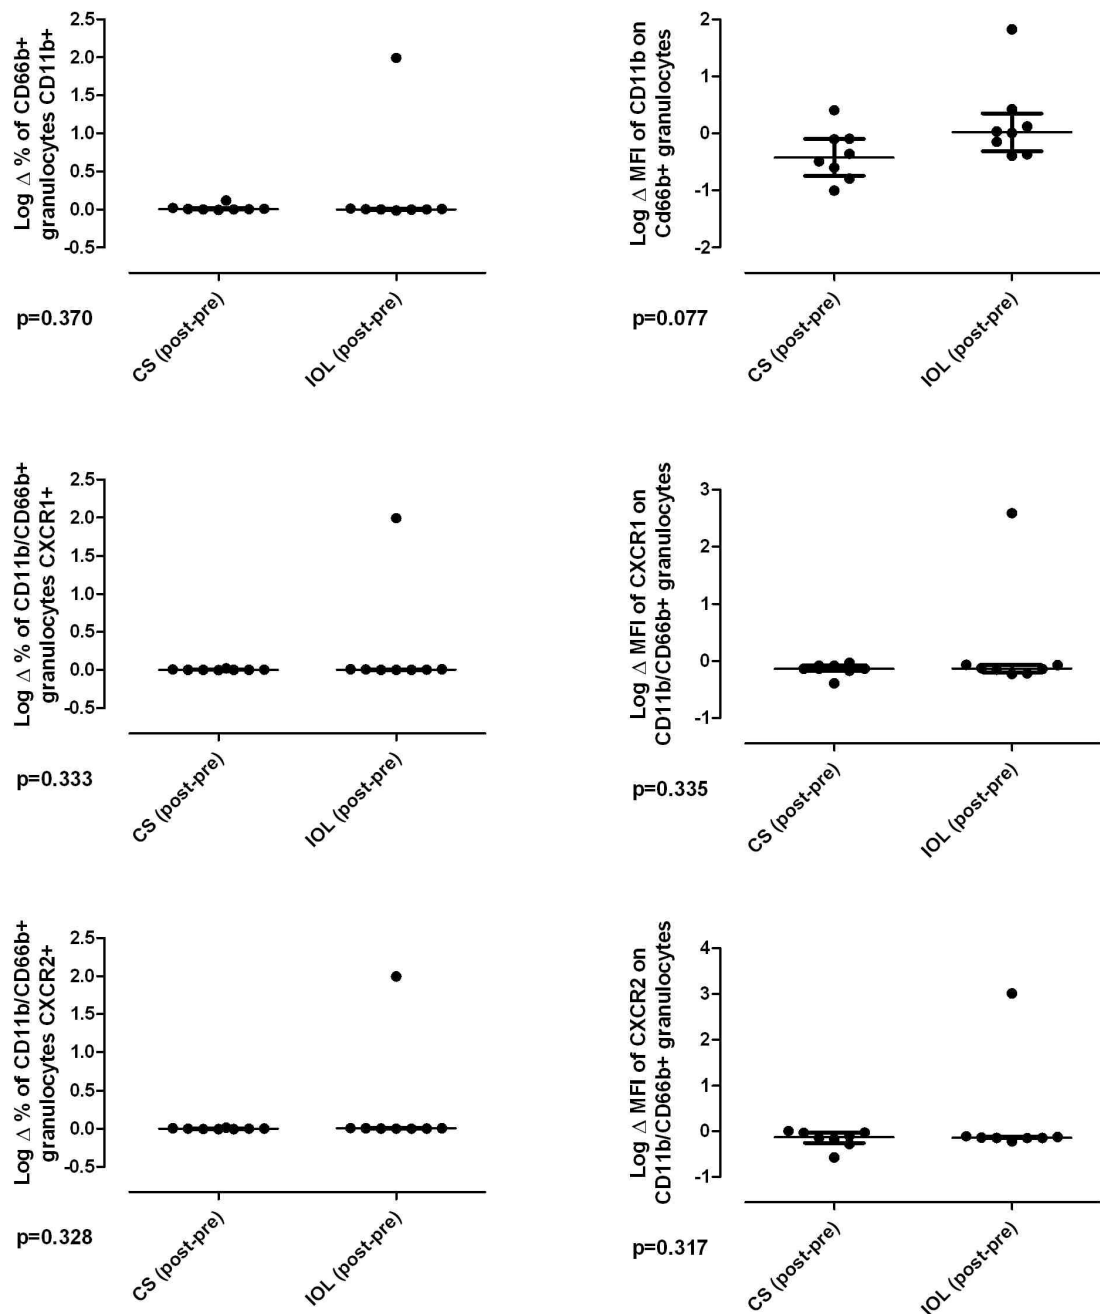 Log Δ % of CD66b+
granulocytes CD11b+
2.5
2.0
1.5
1.0
0.5
0.0
-0.5
CS (post-pre)
IOL (post-pre)
p=0.370
Log Δ MFI of CD11b on
Cd66b+ granulocytes
2
1
0
-1
-2
CS (post-pre)
IOL (post-pre)
p=0.077
Log Δ % of CD11b/CD66b+
granulocytes CXCR1+
2.5
2.0
1.5
1.0
0.5
0.0
-0.5
CS (post-pre)
IOL (post-pre)
p=0.333
Log Δ MFI of CXCR1 on
CD11b/CD66b+ granulocytes
3
2
1
0
-1
CS (post-pre)
IOL (post-pre)
p=0.335
Log Δ % of CD11b/CD66b+
granulocytes CXCR2+
2.5
2.0
1.5
1.0
0.5
0.0
-0.5
CS (post-pre)
IOL (post-pre)
p=0.328
Log Δ MFI of CXCR2 on
CD11b/CD66b+ granulocytes
4
3
2
1
0
-1
CS (post-pre)
IOL (post-pre)
p=0.317